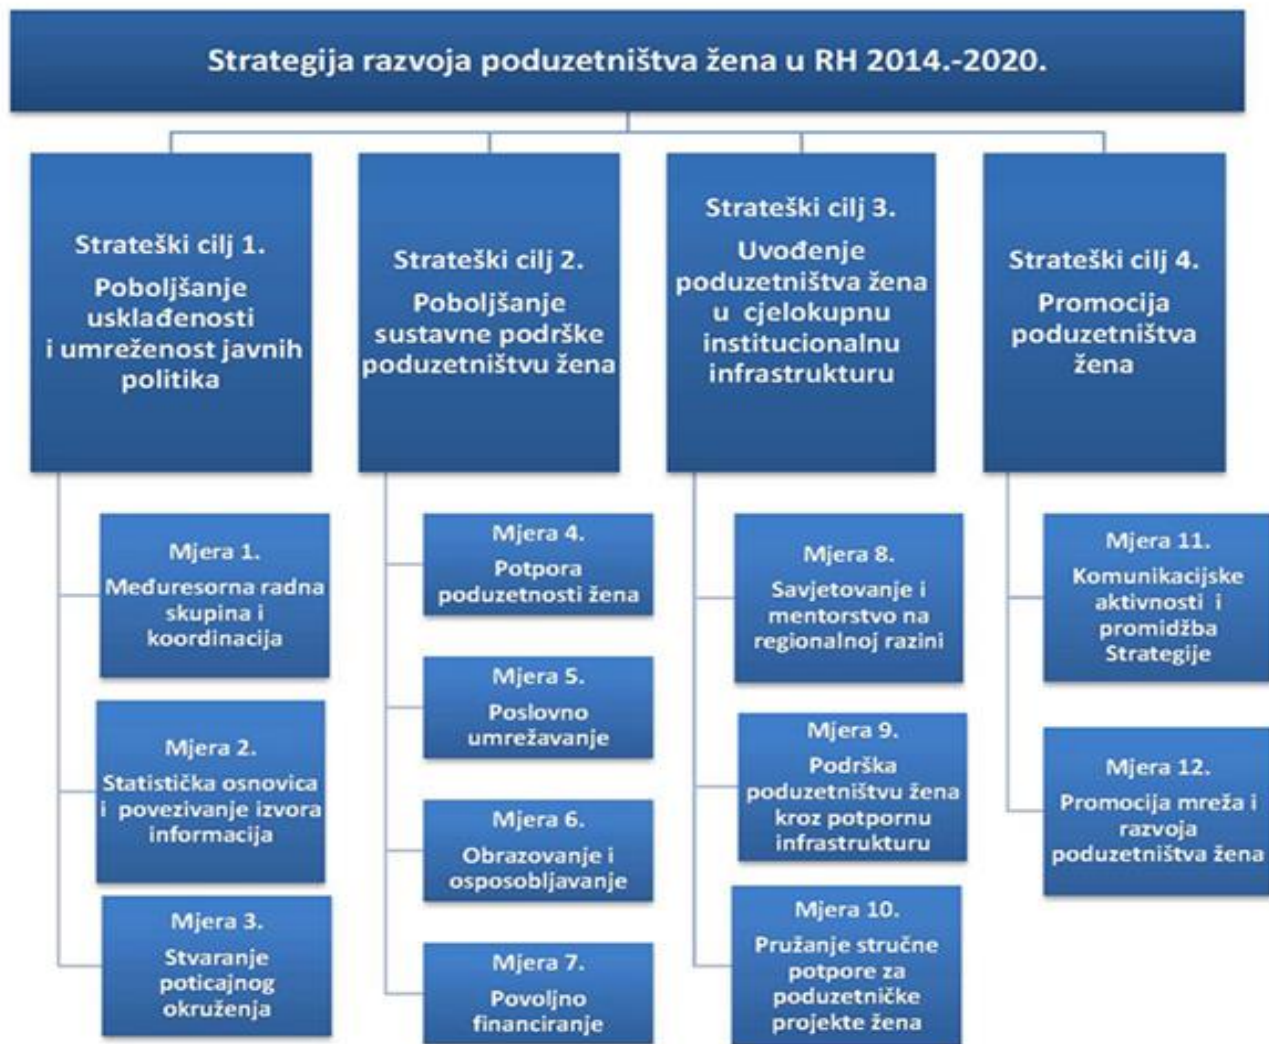 Strategija razvoja poduzetništva žena u RH 2014.-2020.
Strateški cilj 1.
Poboljšanje
usklađenosti
i umreženost javnih
politika
Mjera 1.
Međuresorna radna
skupina i
koordinacija
Mjera 2.
Statistička osnovica
i povezivanje izvora
informacija
Mjera 3.
Stvaranje
poticajnog
okruženja
Strateški cilj 2.
Poboljšanje
sustavne podrške
poduzetništvu žena
Mjera 4.
Potpora
poduzetnosti žena
Mjera 5.
Poslovno
umrežavanje
Mjera 6.
Obrazovanje i
osposobljavanje
Mjera 7.
Povoljno
financiranje
Strateški cilj 3.
Uvođenje
poduzetništva žena
u cjelokupnu
institucionalnu
infrastrukturu
Mjera 8.
Savjetovanje i
mentorstvo na
regionalnoj razini
Mjera 9.
Podrška
poduzetništvu žena
kroz potpornu
infrastrukturu
Mjera 10.
Pružanje stručne
potpore za
poduzetničke
projekte žena
Strateški cilj 4.
Promocija
poduzetništva
žena
Mjera 11.
Komunikacijske
aktivnosti i
promidžba
Strategije
Mjera 12.
Promocija mreža i
razvoja
poduzetništva žena